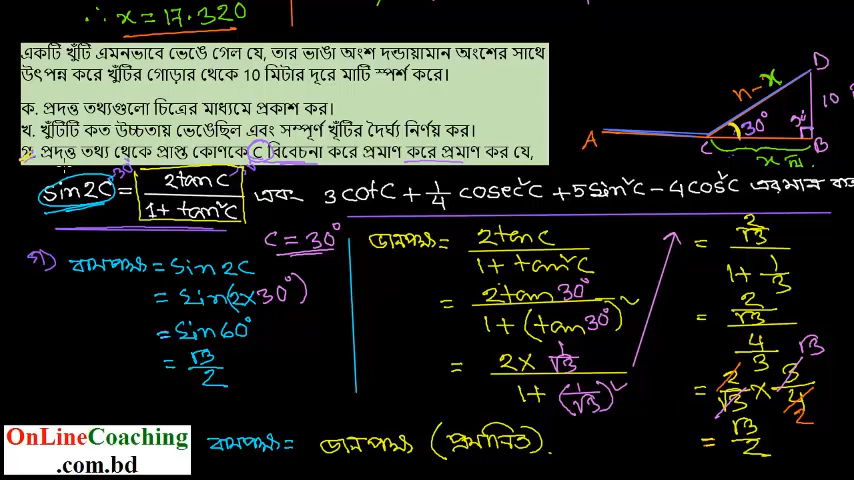 ∴ x = 17.320
একটি খুঁটি এমনভাবে ভেঙে গেল যে, তার ভাঙা অংশ দন্ডায়মান অংশের সাথে
উৎপন্ন করে খুঁটির গোড়ার থেকে 10 মিটার দূরে মাটি স্পর্শ করে।
ক. প্রদত্ত তথ্যগুলো চিত্রের মাধ্যমে প্রকাশ কর।
খ. খুঁটিটি কত উচ্চতায় ভেঙেছিল এবং সম্পূর্ণ খুঁটির দৈর্ঘ্য নির্ণয় কর।
গ. প্রদত্ত তথ্য থেকে প্রাপ্ত কোণকে C বিবেচনা করে প্রমাণ করে প্রমাণ কর যে,
D
n-x
10
30°
A
C
B
x মি.
sin2C = 2tanC / 1+tan²C এবং 3cotC + 1/4 cosec²C + 5sin²C - 4cos²C এর মান
C = 30°
গ) বামপক্ষ = sin2C
= sin(2×30°)
= sin60°
= √3/2
ডানপক্ষ = 2tanC / 1+tan²C
= 2tan30° / 1+(tan30°)²
= 2×1/√3 / 1+(1/√3)²
= 2/√3 / 1+1/3
= 2/√3 / 4/3
= 2/√3 × 3/4
√3
2
= √3/2
বামপক্ষ = ডানপক্ষ (প্রমানিত).
OnLineCoaching
.com.bd